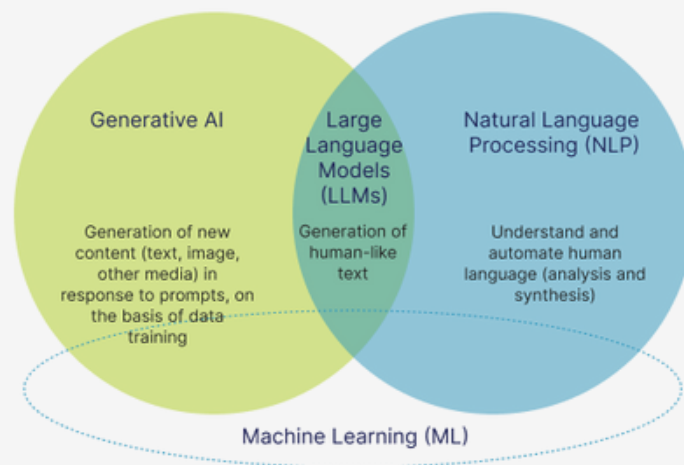 Generative AI
Generation of new
content (text, image,
other media) in
response to prompts, on
the basis of data
training
Large
Language
Models
(LLMs)
Generation of
human-like
text
Natural Language
Processing (NLP)
Understand and
automate human
language (analysis and
synthesis)
Machine Learning (ML)